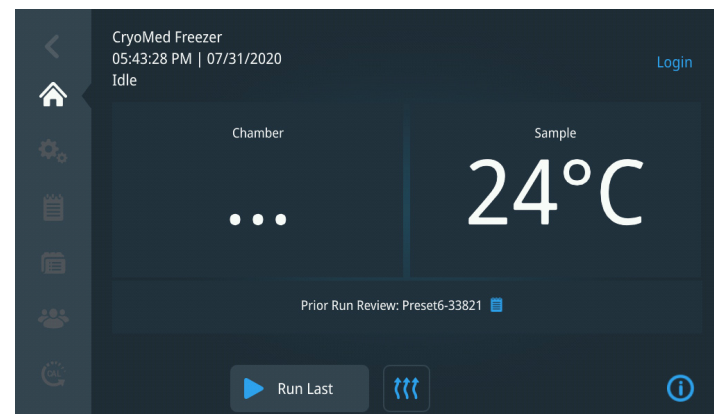 CryoMed Freezer
05:43:28 PM | 07/31/2020
Idle
Login
Chamber
Sample
...
24°C
Prior Run Review: Preset6-33821
Run Last
CAL